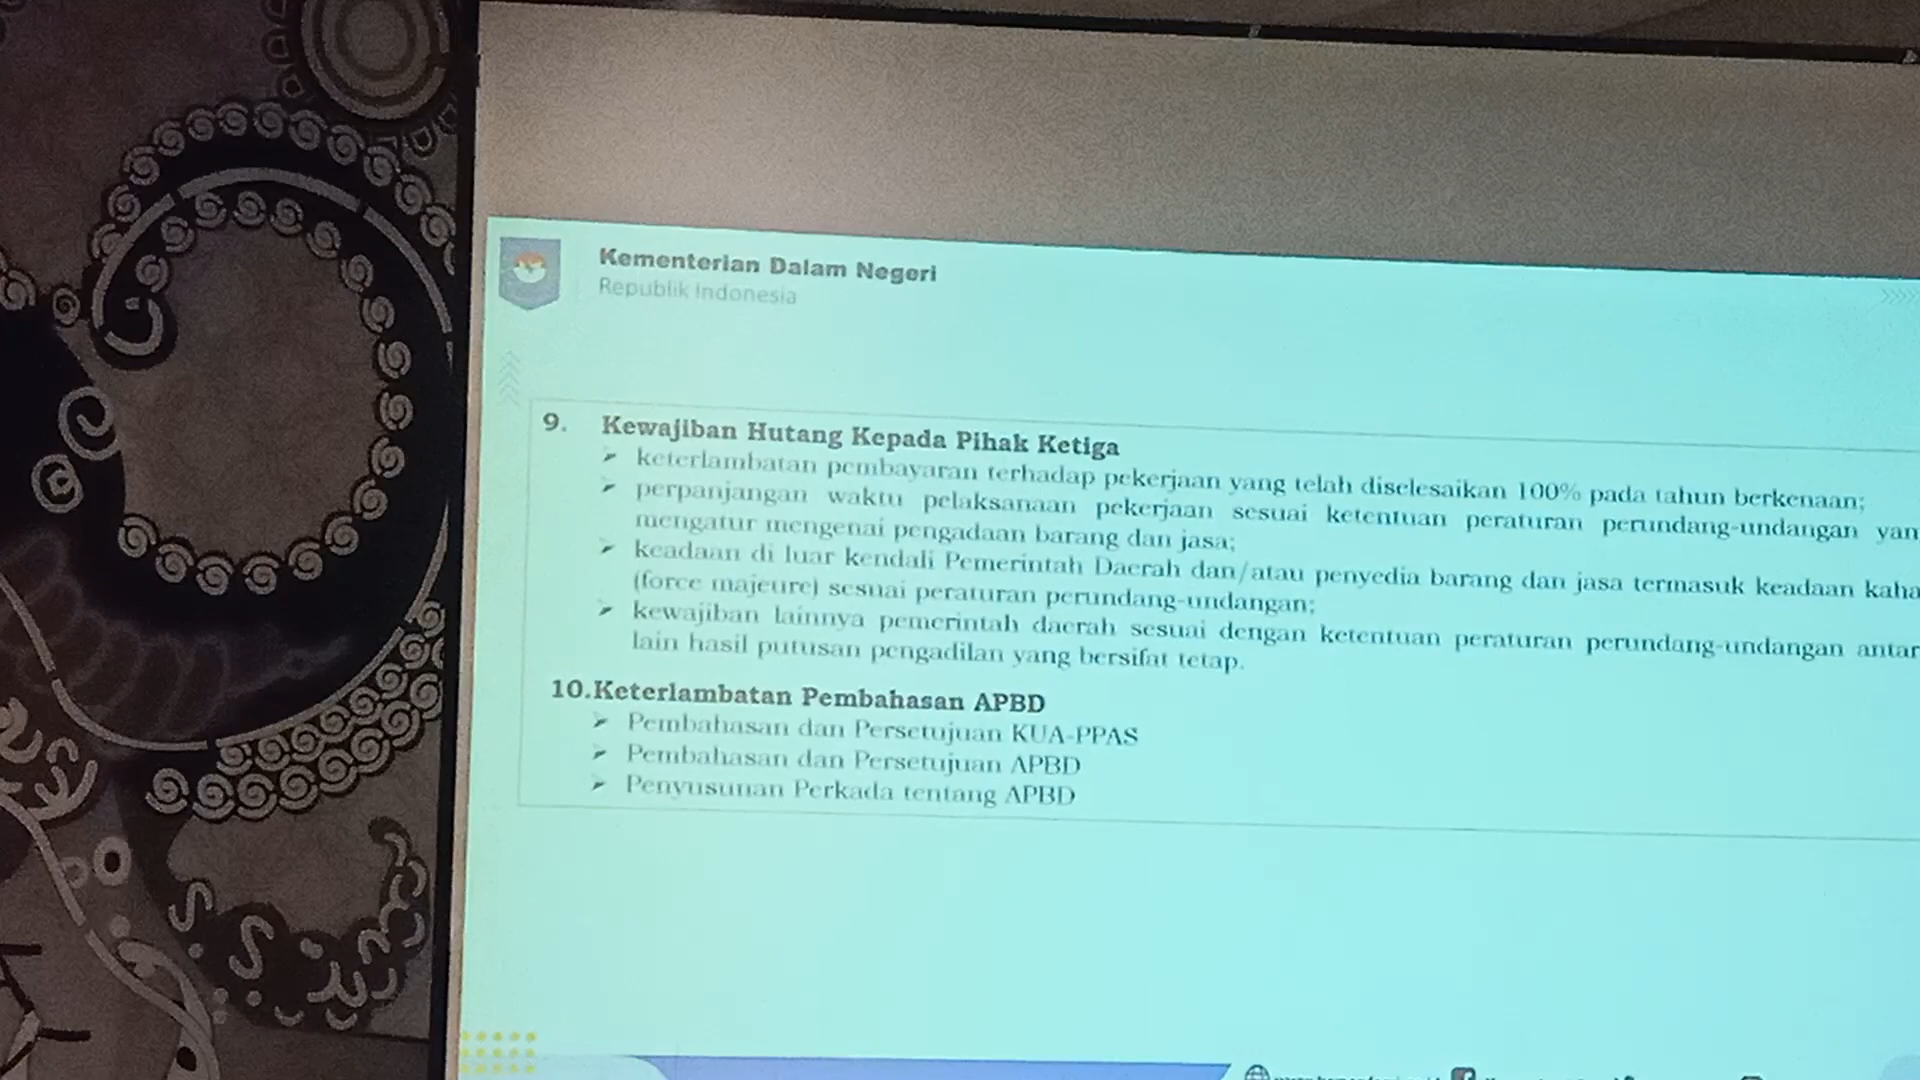 Kementerian Dalam Negeri
Republik Indonesia
9. Kewajiban Hutang Kepada Pihak Ketiga
➤ keterlambatan pembayaran terhadap pekerjaan yang telah diselesaikan 100% pada tahun berkenaan;
➤ perpanjangan waktu pelaksanaan pekerjaan sesuai ketentuan peraturan perundang-undangan yan
mengatur mengenai pengadaan barang dan jasa;
➤ keadaan di luar kendali Pemerintah Daerah dan/atau penyedia barang dan jasa termasuk keadaan kaha
(force majeure) sesuai peraturan perundang-undangan;
➤ kewajiban lainnya pemerintah daerah sesuai dengan ketentuan peraturan perundang-undangan antar
lain hasil putusan pengadilan yang bersifat tetap.
10.Keterlambatan Pembahasan APBD
➤ Pembahasan dan Persetujuan KUA-PPAS
➤ Pembahasan dan Persetujuan APBD
➤ Penyusunan Perkada tentang APBD